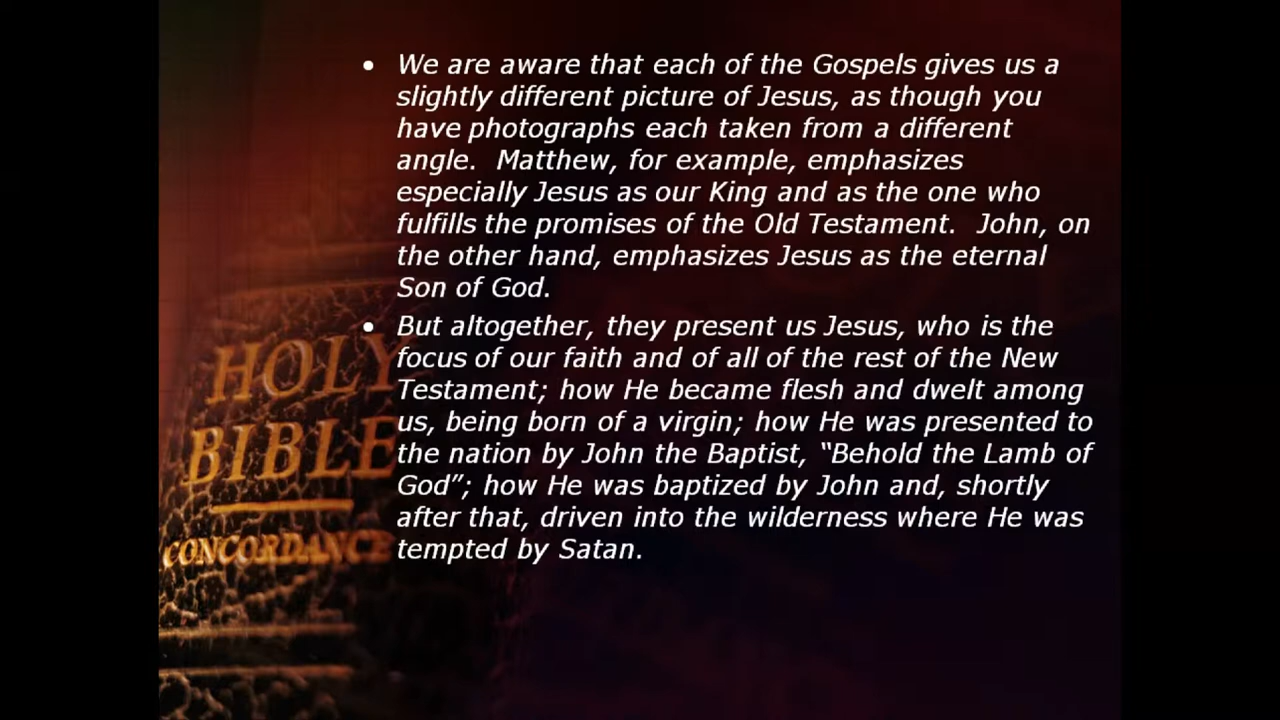 • We are aware that each of the Gospels gives us a
slightly different picture of Jesus, as though you
have photographs each taken from a different
angle.  Matthew, for example, emphasizes
especially Jesus as our King and as the one who
fulfills the promises of the Old Testament.  John, on
the other hand, emphasizes Jesus as the eternal
Son of God.
• But altogether, they present us Jesus, who is the
focus of our faith and of all of the rest of the New
Testament; how He became flesh and dwelt among
us, being born of a virgin; how He was presented to
the nation by John the Baptist, “Behold the Lamb of
God”; how He was baptized by John and, shortly
after that, driven into the wilderness where He was
tempted by Satan.
HOLY
BIBLE
CONCORDANCE